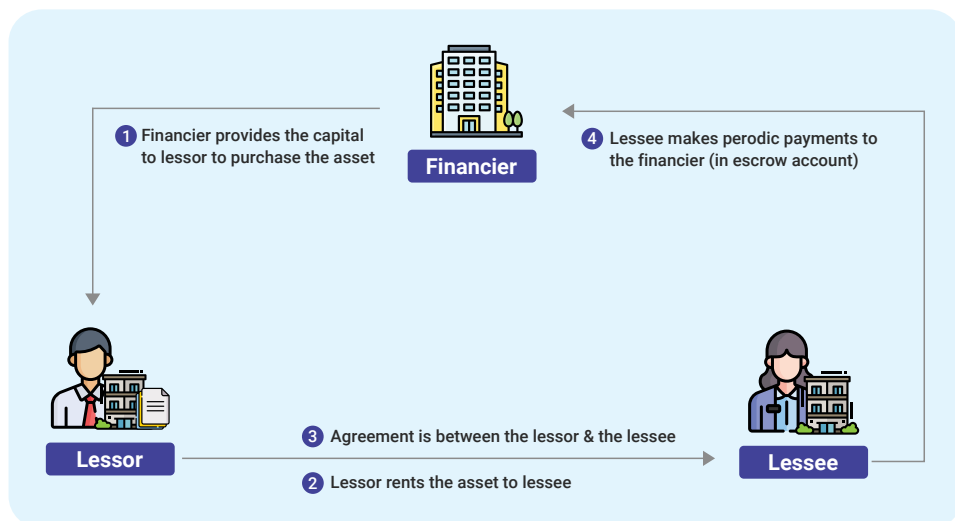 1 Financier provides the capital
to lessor to purchase the asset
Financier
4 Lessee makes perodic payments to
the financier (in escrow account)
Lessor
3 Agreement is between the lessor & the lessee
2 Lessor rents the asset to lessee
Lessee